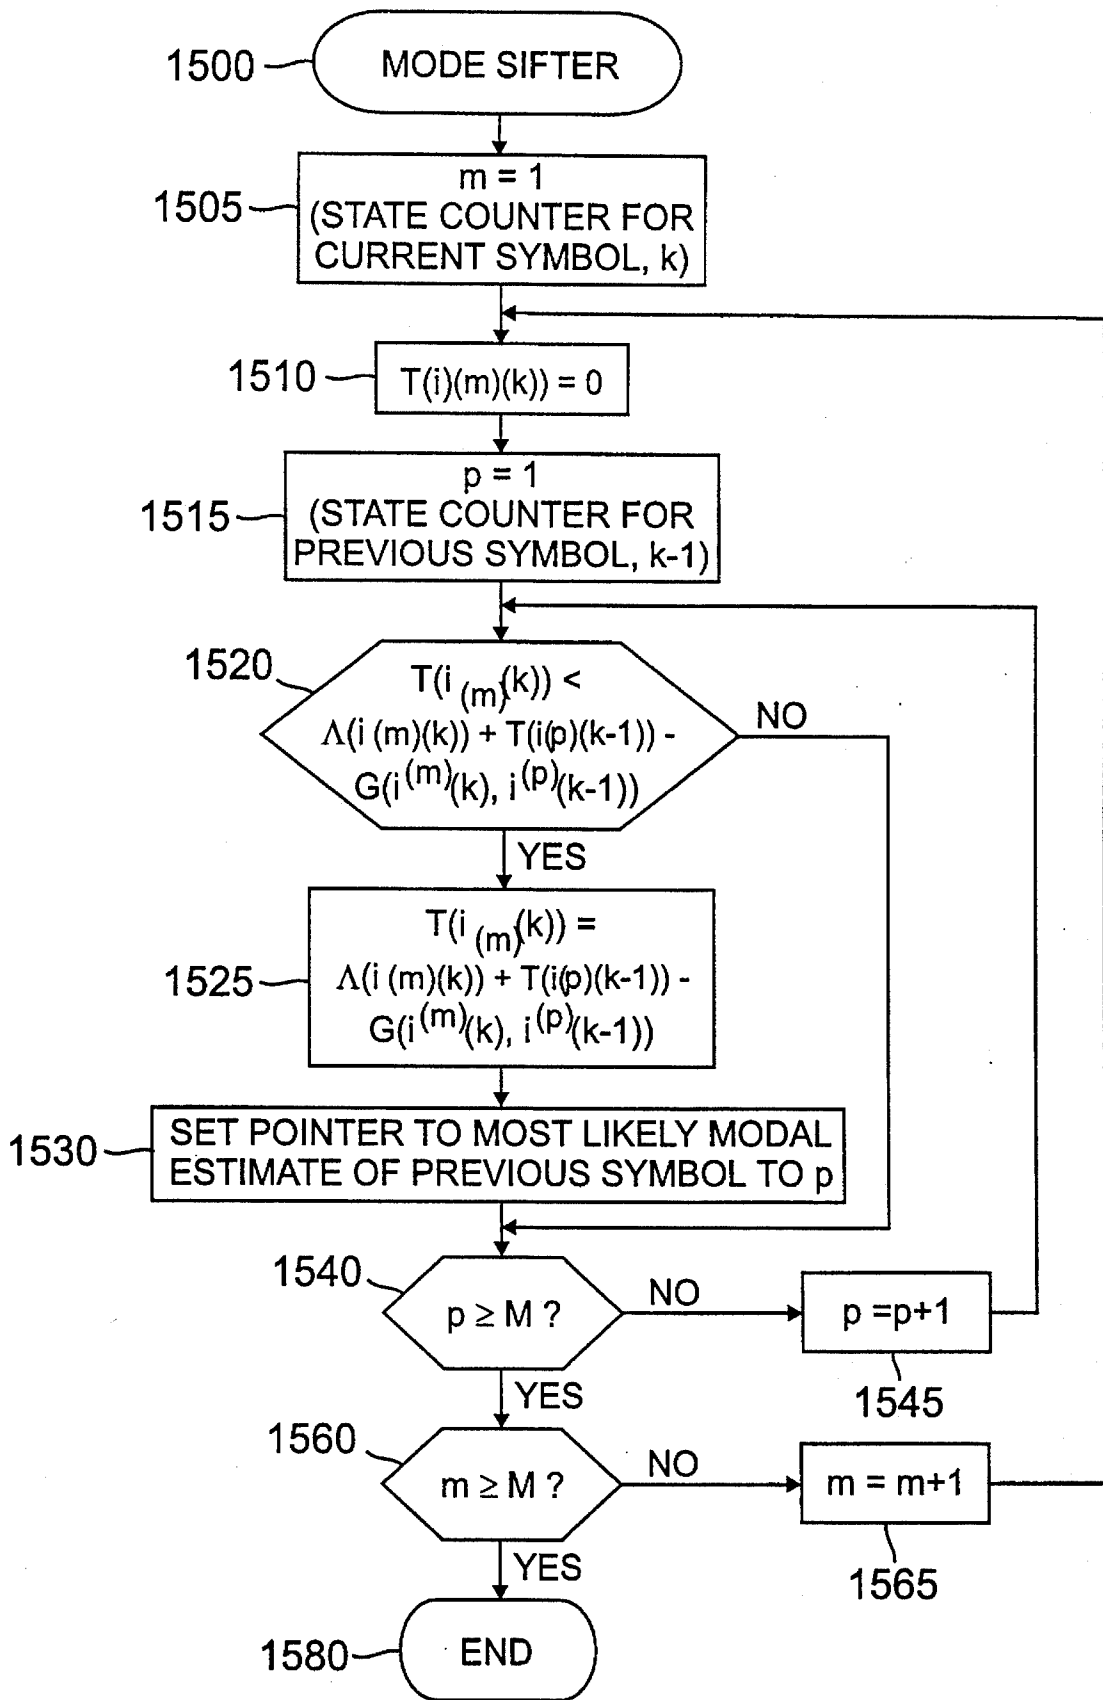 1500
MODE SIFTER
1505
m = 1
(STATE COUNTER FOR
CURRENT SYMBOL, k)
1510
T(i)(m)(k)) = 0
1515
p = 1
(STATE COUNTER FOR
PREVIOUS SYMBOL, k-1)
1520
T(i (m)(k)) <
Λ(i (m)(k)) + T(i(p)(k-1)) -
G(i(m)(k), i(p)(k-1))
NO
YES
1525
T(i (m)(k)) =
Λ(i (m)(k)) + T(i(p)(k-1)) -
G(i(m)(k), i(p)(k-1))
1530
SET POINTER TO MOST LIKELY MODAL
ESTIMATE OF PREVIOUS SYMBOL TO p
1540
p ≥ M ?
NO
p =p+1
1545
YES
1560
m ≥ M ?
NO
m = m+1
1565
YES
1580
END